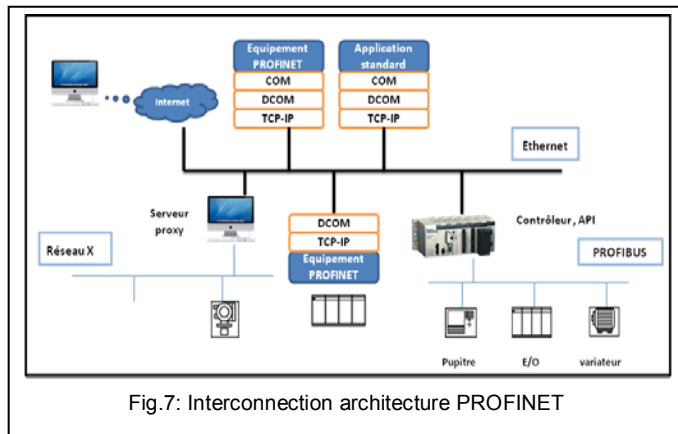 Equipement
PROFINET
COM
DCOM
TCP-IP
Application
standard
COM
DCOM
TCP-IP
Internet
Ethernet
Serveur
proxy
DCOM
TCP-IP
Equipement
PROFINET
Contrôleur, API
Réseau X
PROFIBUS
Pupitre
E/O
variateur
Fig.7: Interconnection architecture PROFINET